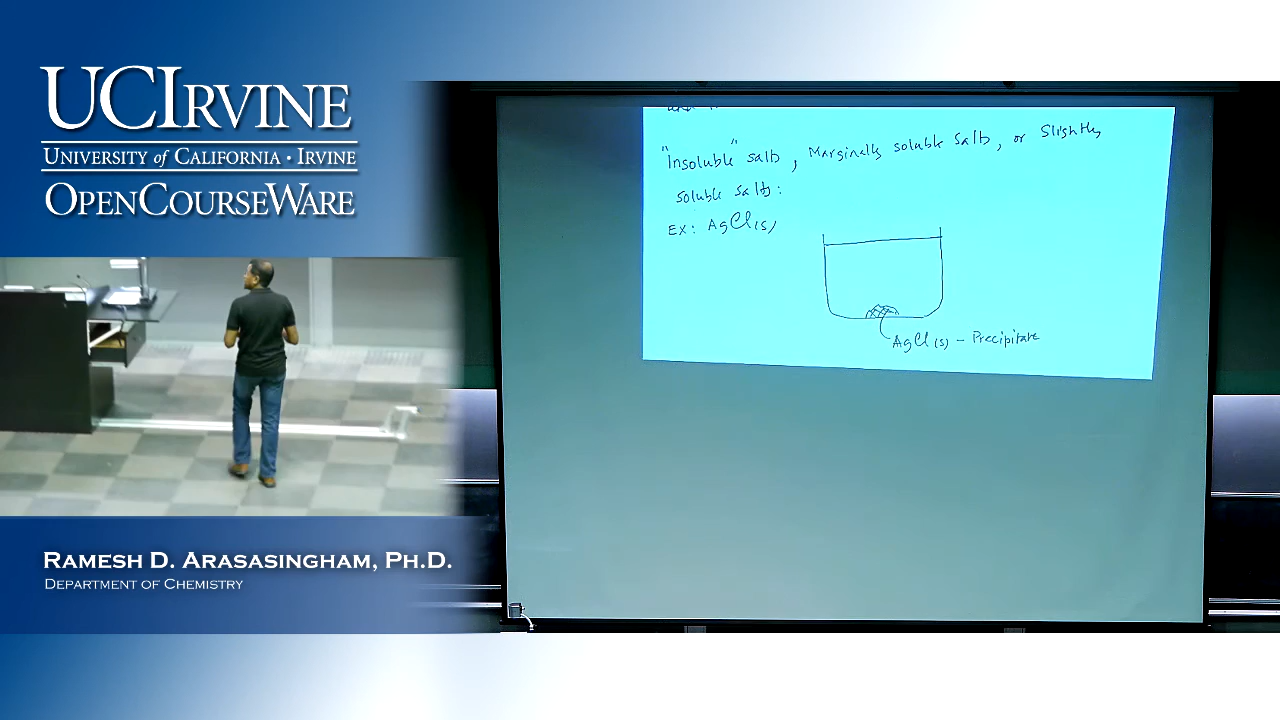 UCIRVINE
UNIVERSITY of CALIFORNIA · IRVINE
OPENCOURSEWARE
"Insoluble" salts, Marginally soluble salts, or slightly
soluble salts:
EX: AgCl(s)
AgCl(s) - Precipitate
RAMESH D. ARASASINGHAM, PH.D.
DEPARTMENT OF CHEMISTRY